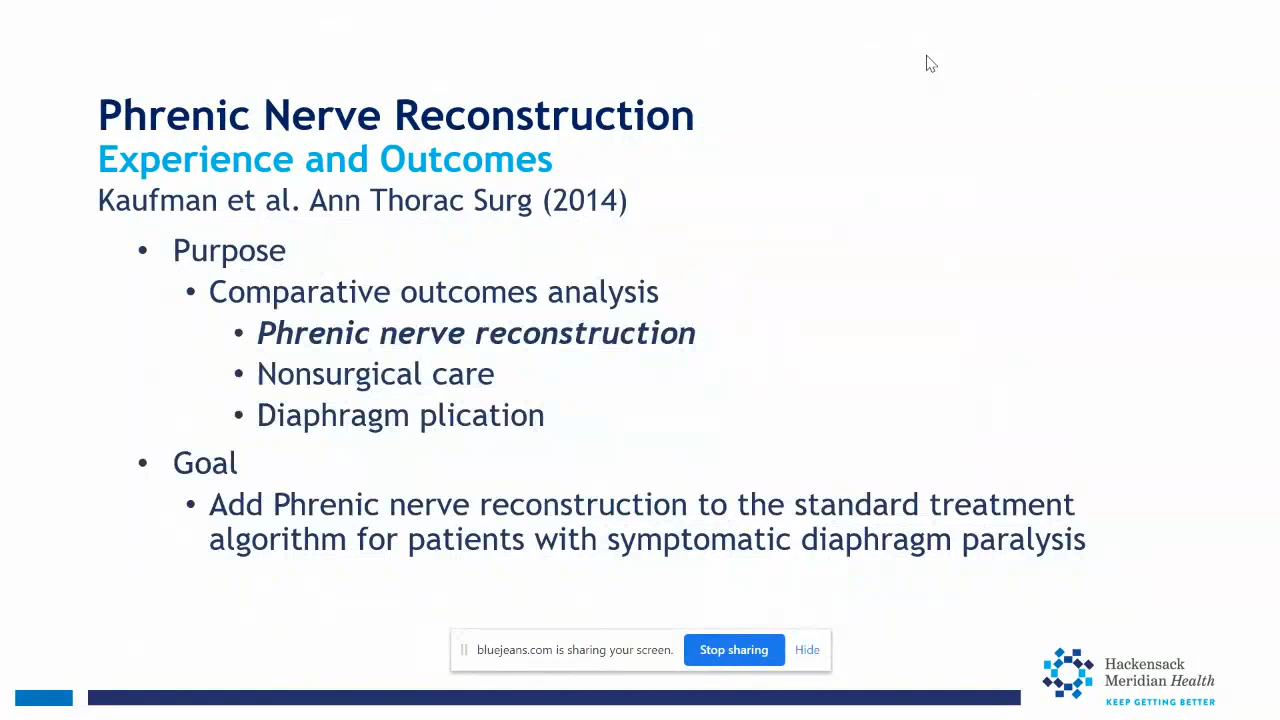 Phrenic Nerve Reconstruction
Experience and Outcomes
Kaufman et al. Ann Thorac Surg (2014)
• Purpose
• Comparative outcomes analysis
• Phrenic nerve reconstruction
• Nonsurgical care
• Diaphragm plication
• Goal
• Add Phrenic nerve reconstruction to the standard treatment
algorithm for patients with symptomatic diaphragm paralysis
bluejeans.com is sharing your screen. Stop sharing Hide
Hackensack
Meridian Health
KEEP GETTING BETTER